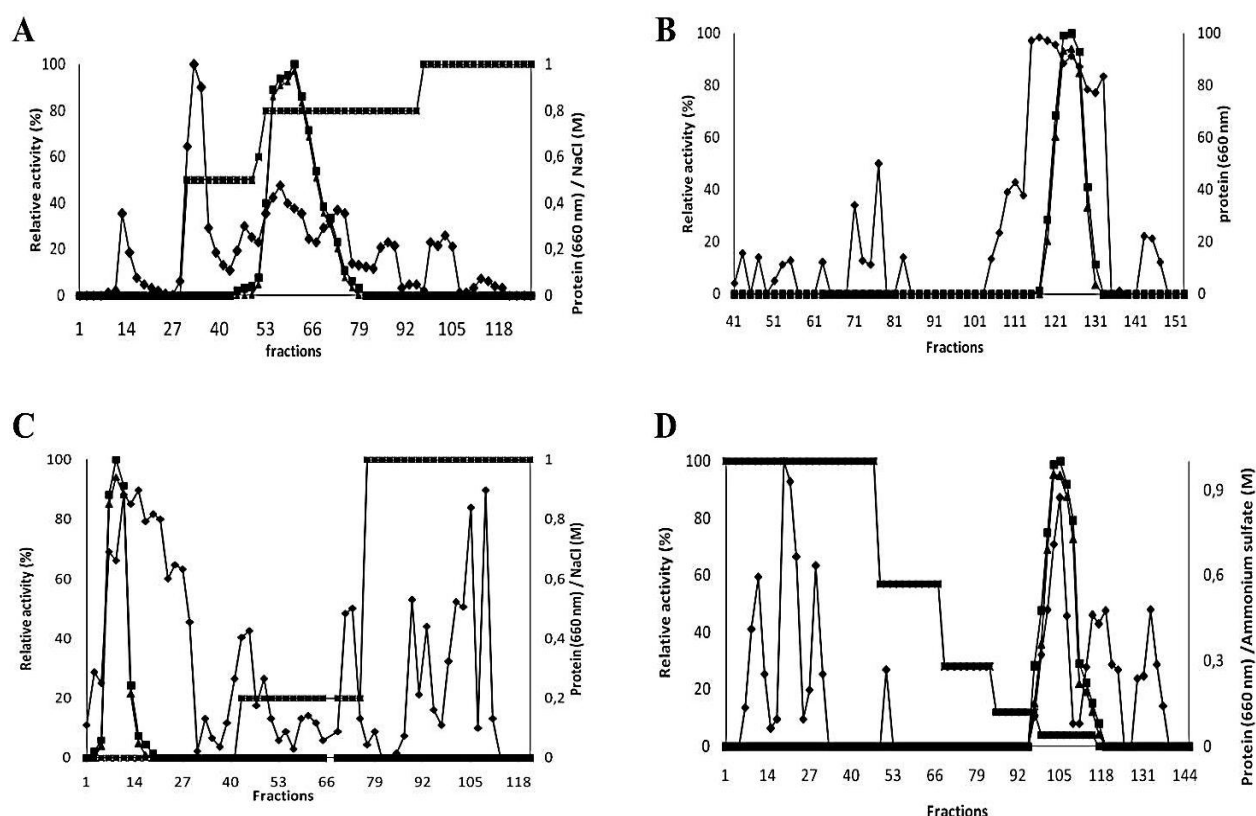 A
Relative activity (%)
100
80
60
40
20
0
1 14 27 40 53 66 79 92 105 118
fractions
1
0,8
0,6
0,4
0,2
0
Protein (660 nm) / NaCl (M)
B
Relative activity (%)
100
80
60
40
20
0
41 51 61 71 81 91 101 111 121 131 141 151
Fractions
100
80
60
40
20
0
protein (660 nm)
C
Relative activity (%)
100
80
60
40
20
0
1 14 27 40 53 66 79 92 105 118
Fractions
1
0,8
0,6
0,4
0,2
0
Protein (660 nm) / NaCl (M)
D
Relative activity (%)
100
80
60
40
20
0
1 14 27 40 53 66 79 92 105 118 131 144
Fractions
0,9
0,6
0,3
0
Protein (660 nm) /Ammonium sulfate (M)